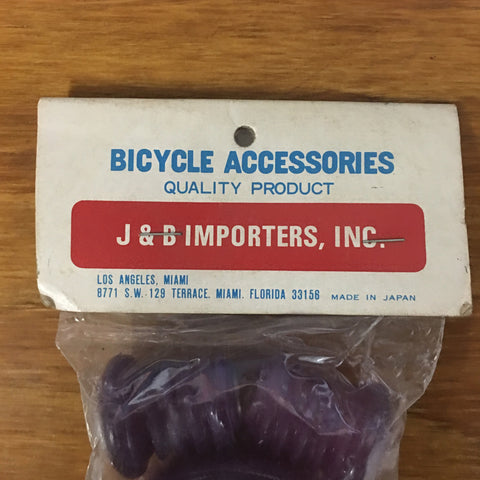 BICYCLE ACCESSORIES
QUALITY PRODUCT
J & B IMPORTERS, INC.
LOS ANGELES, MIAMI
8771 S.W. 129 TERRACE. MIAMI. FLORIDA 33156 MADE IN JAPAN